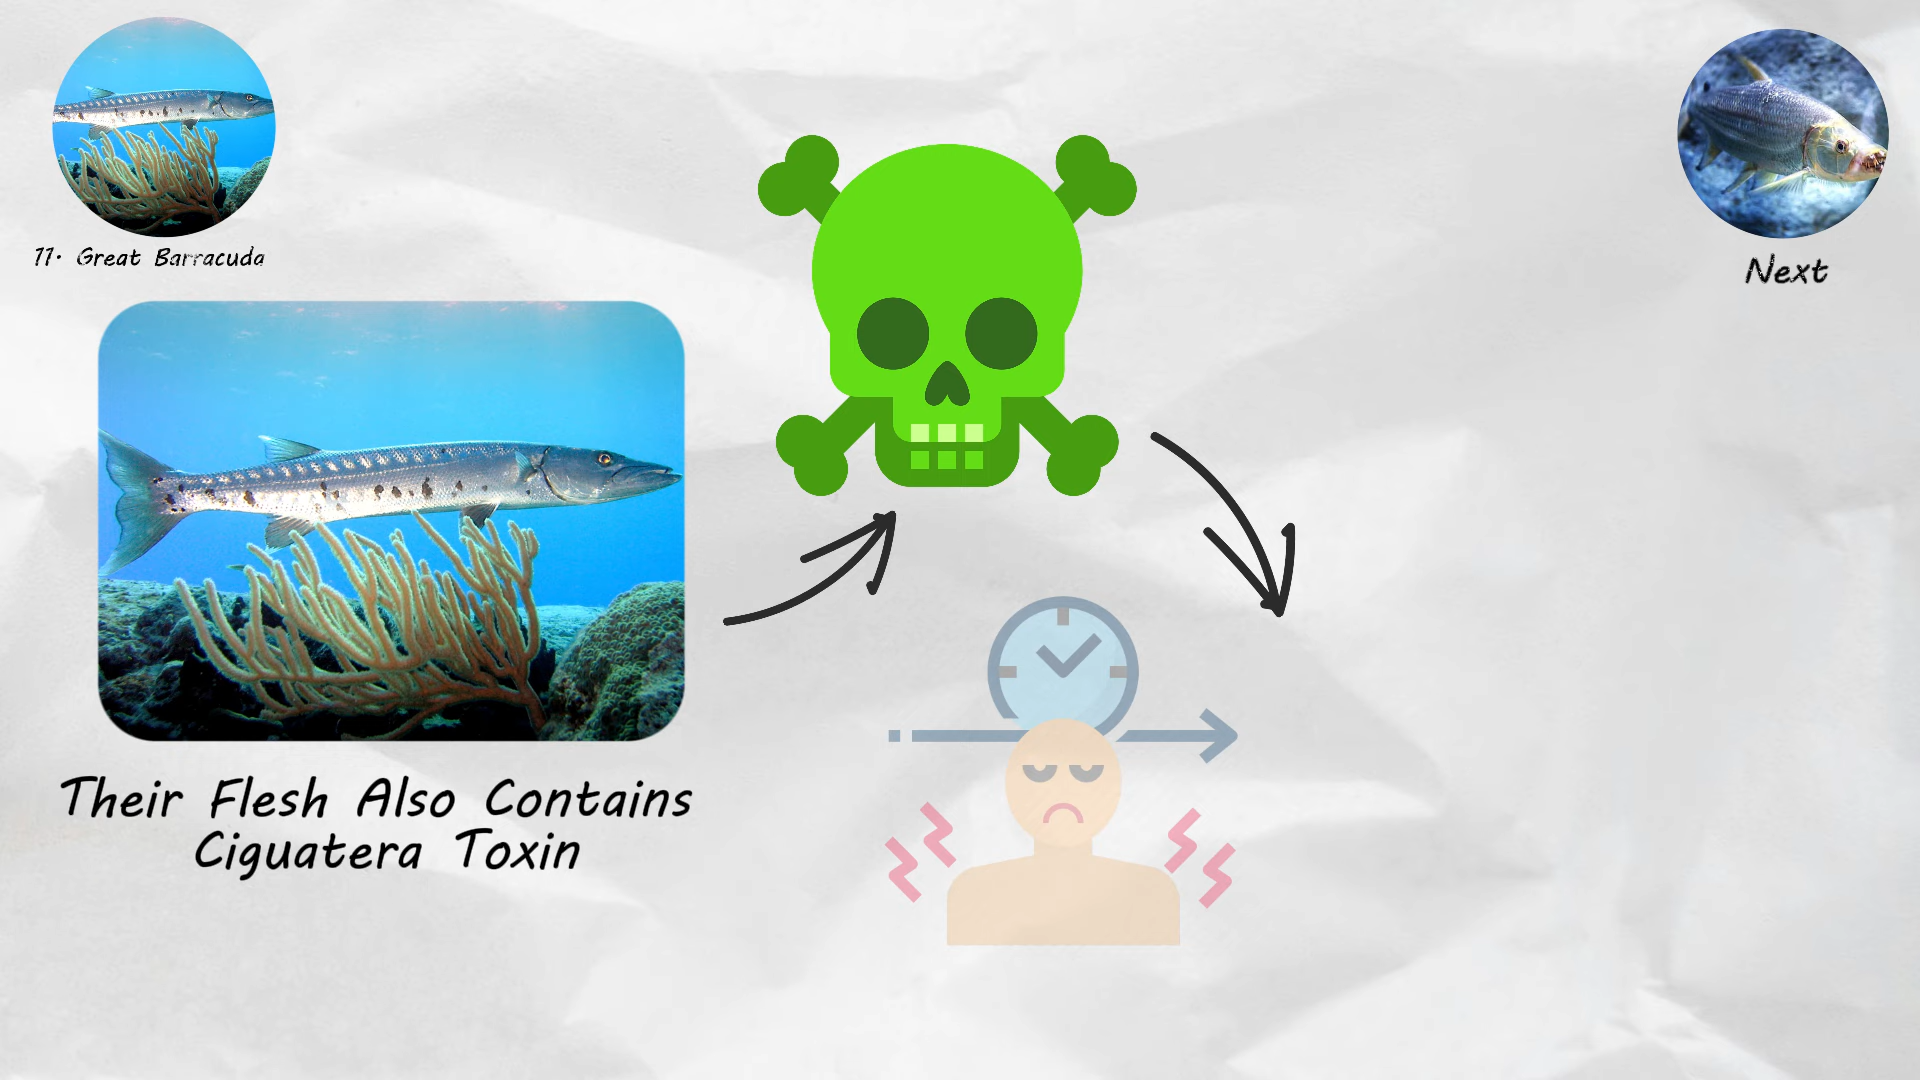 11. Great Barracuda
Next
Their Flesh Also Contains
Ciguatera Toxin